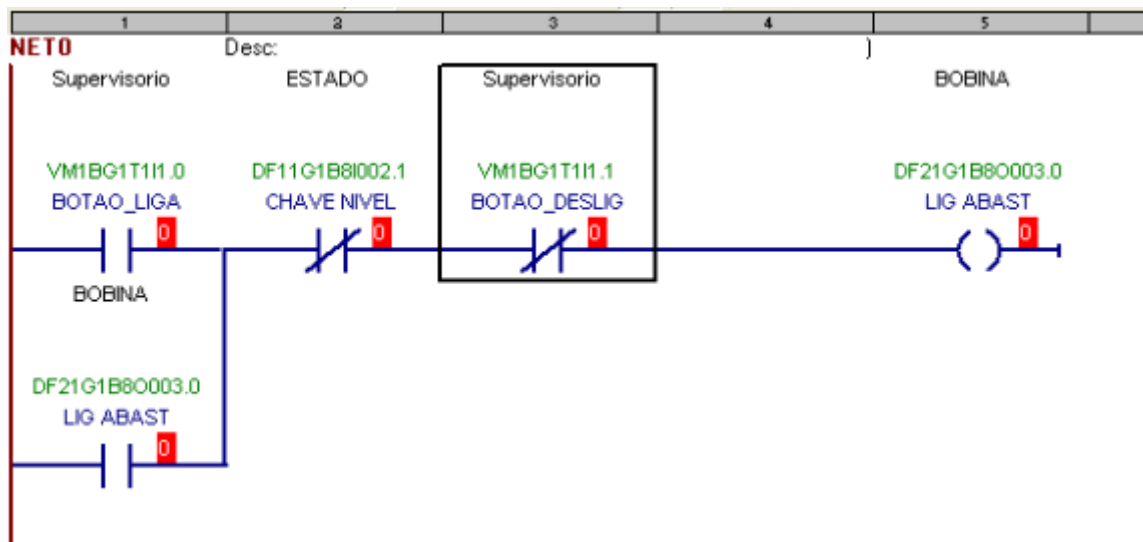 1 2 3 4 5
NET0 Desc: )
Supervisorio ESTADO Supervisorio BOBINA
VM1BG1T1I1.0 DF11G1B8I002.1 VM1BG1T1I1.1 DF21G1B8O003.0
BOTAO_LIGA CHAVE NIVEL BOTAO_DESLIG LIG ABAST
0 0 0 0
BOBINA
DF21G1B8O003.0
LIG ABAST
0